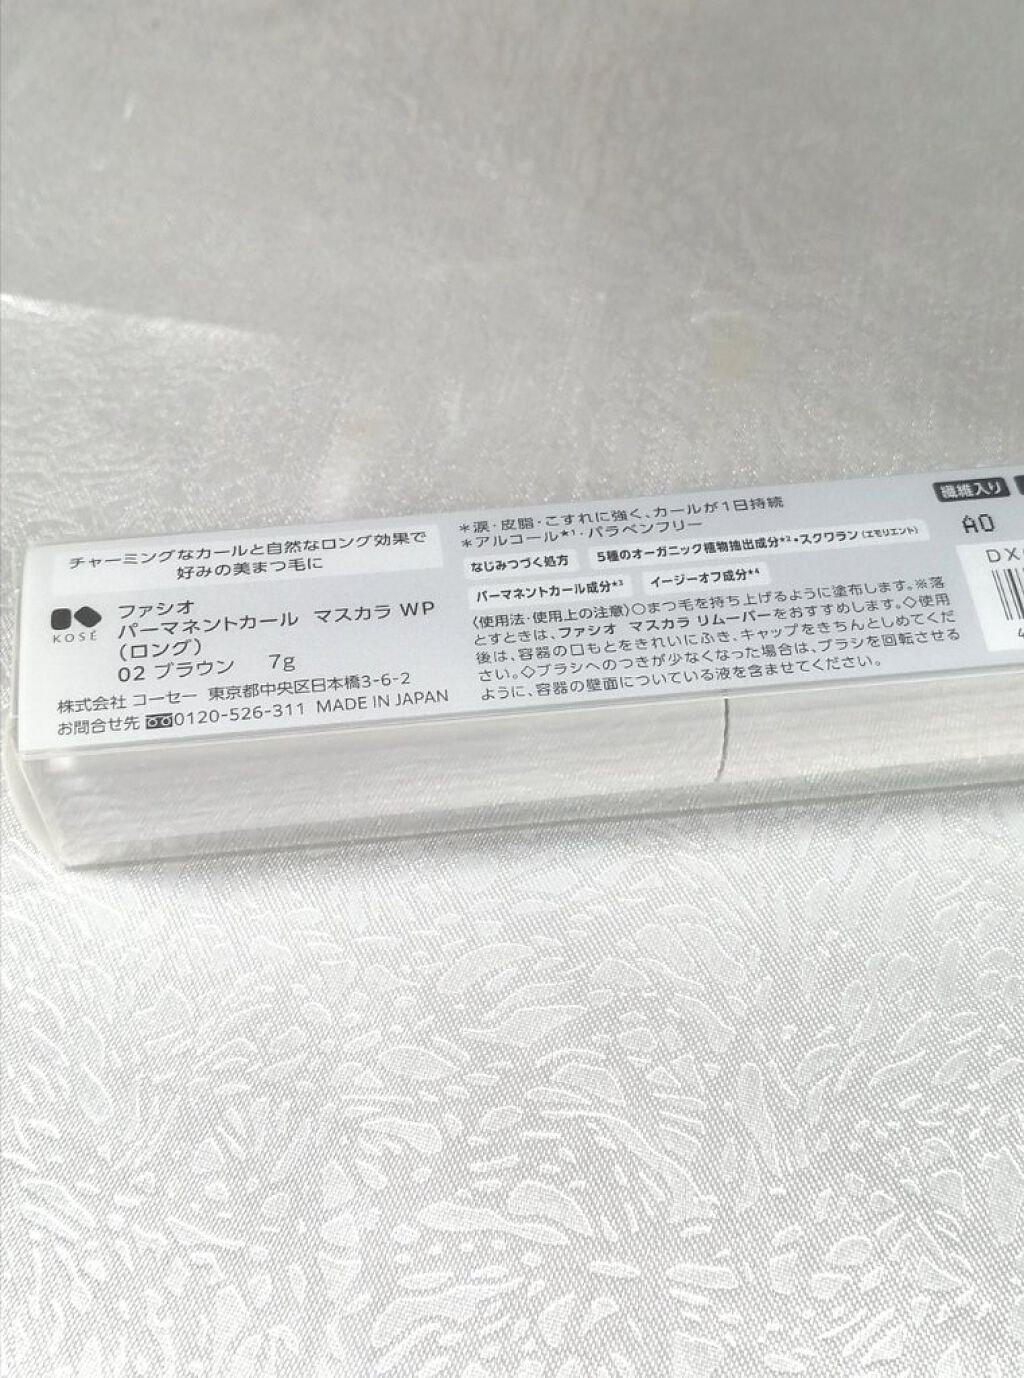 チャーミングなカールと自然なロング効果で
好みの美まつ毛に
KOSÉ
ファシオ
パーマネントカール マスカラ WP
(ロング)
02 ブラウン 7g
株式会社 コーセー 東京都中央区日本橋3-6-2
お問合せ先 0120-526-311 MADE IN JAPAN
*涙・皮脂・こすれに強く、カールが1日持続
*アルコール*1・パラベンフリー
なじみつづく処方 5種のオーガニック植物抽出成分*2・スクワラン(エモリエント)
パーマネントカール成分*3 イージーオフ成分*4
〈使用法・使用上の注意〉○まつ毛を持ち上げるように塗布します。※落
とすときは、ファシオ マスカラ リムーバーをおすすめします。◇使用
後は、容器の口もとをきれいにふき、キャップをきちんとしめてくだ
さい。◇ブラシへのつきが少なくなった場合は、ブラシを回転させる
ように、容器の壁面についている液を含ませてください。
繊維入り
AO
DX
4